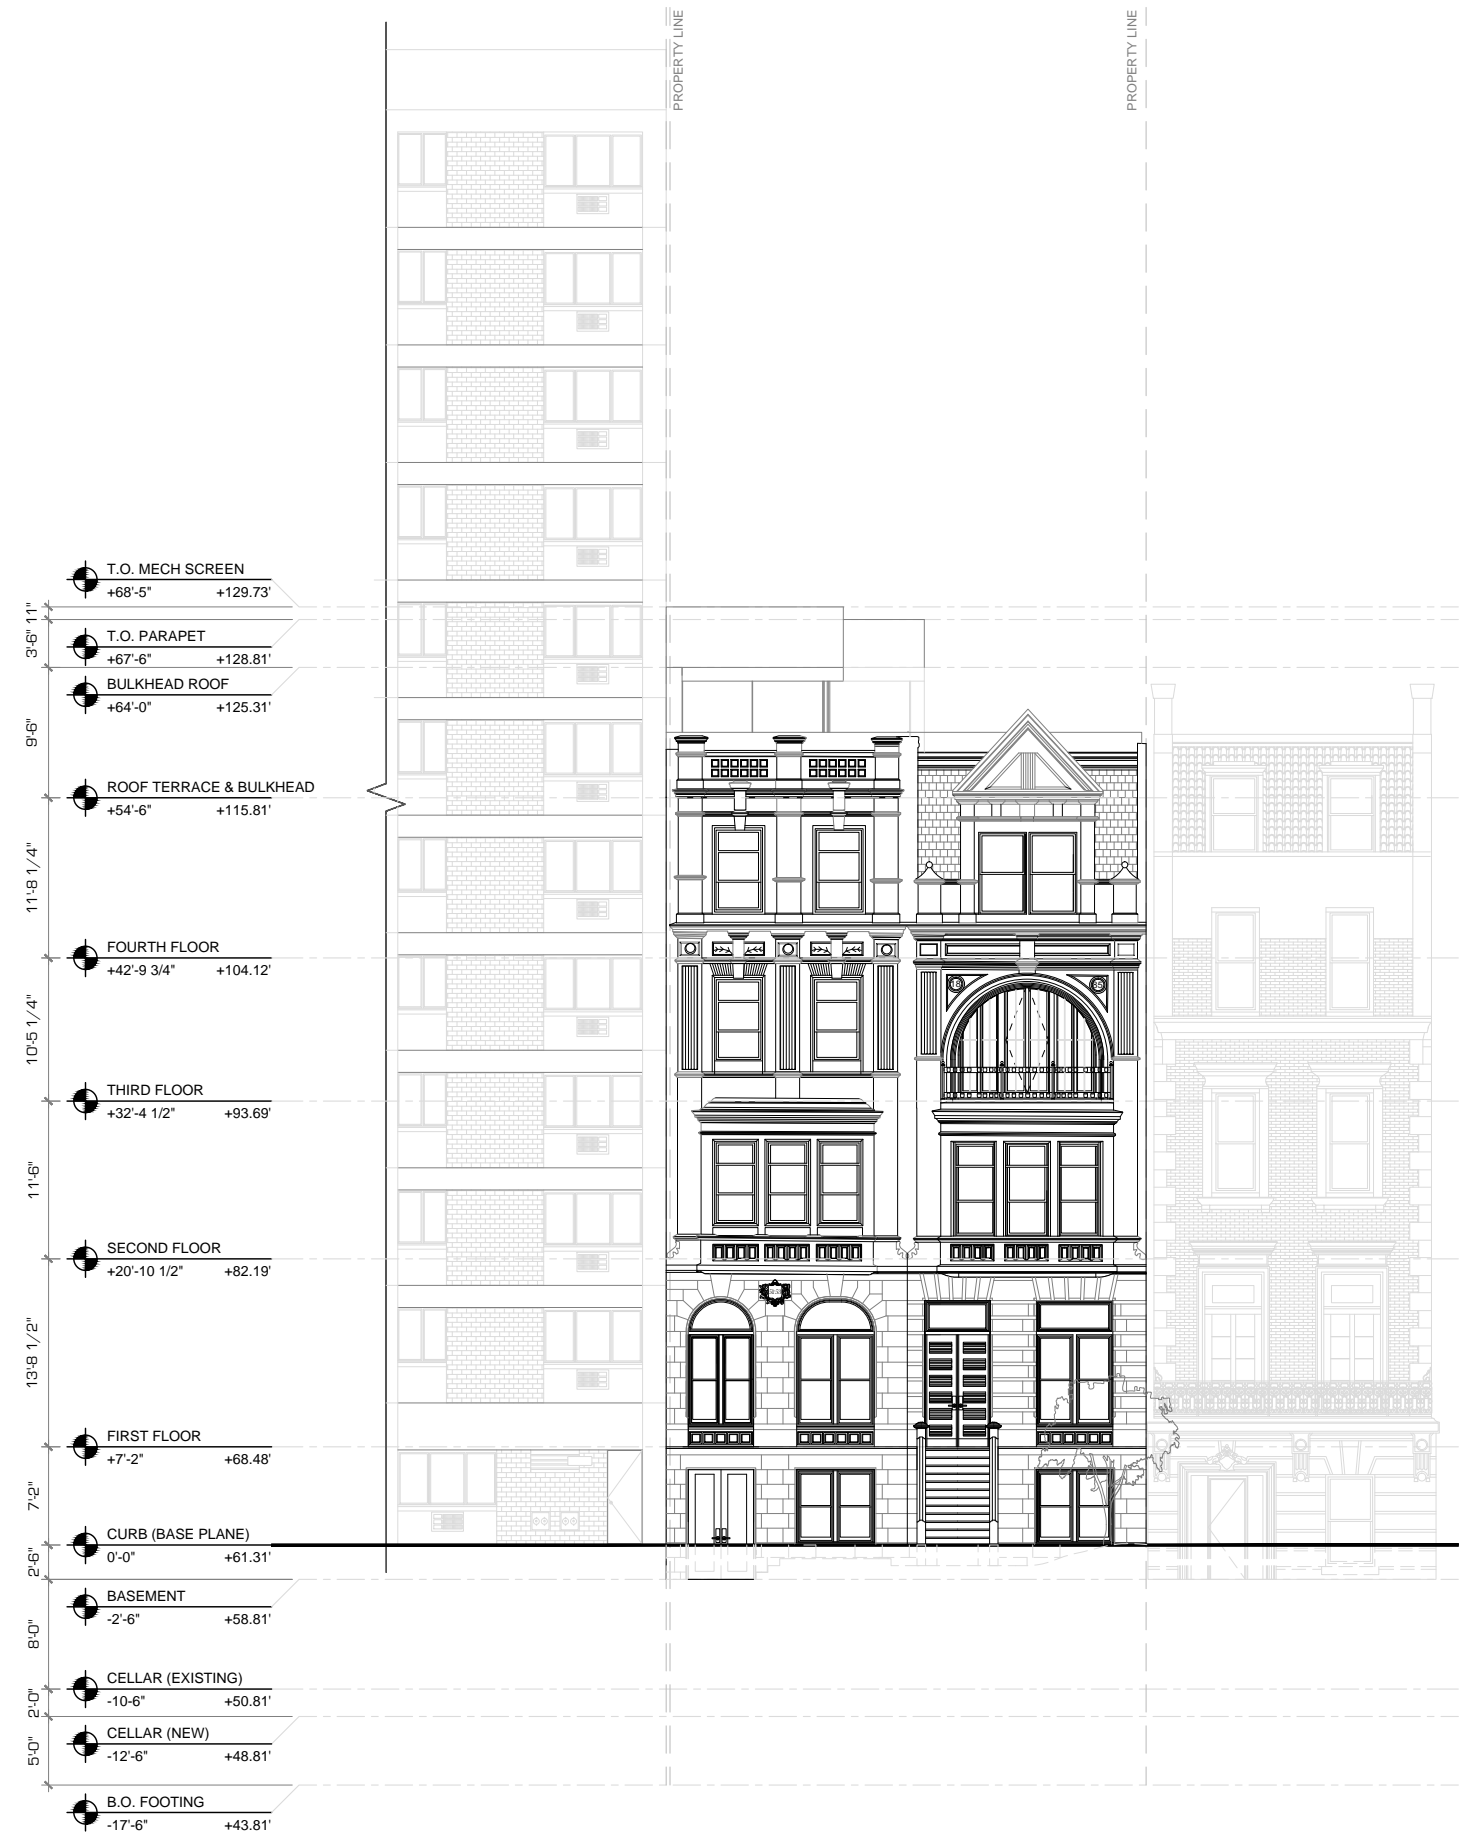 PROPERTY LINE
PROPERTY LINE
T.O. MECH SCREEN
+68'-5" +129.73'
11"
T.O. PARAPET
+67'-6" +128.81'
3'-6"
BULKHEAD ROOF
+64'-0" +125.31'
9'-6"
ROOF TERRACE & BULKHEAD
+54'-6" +115.81'
11'-8 1/4"
FOURTH FLOOR
+42'-9 3/4" +104.12'
18 85
10'-5 1/4"
THIRD FLOOR
+32'-4 1/2" +93.69'
11'-6"
SECOND FLOOR
+20'-10 1/2" +82.19'
13'-8 1/2"
FIRST FLOOR
+7'-2" +68.48'
7'-2"
CURB (BASE PLANE)
0'-0" +61.31'
2'-6"
BASEMENT
-2'-6" +58.81'
8'-0"
CELLAR (EXISTING)
-10-6" +50.81'
2'-0"
CELLAR (NEW)
-12'-6" +48.81'
5'-0"
B.O. FOOTING
-17'-6" +43.81'